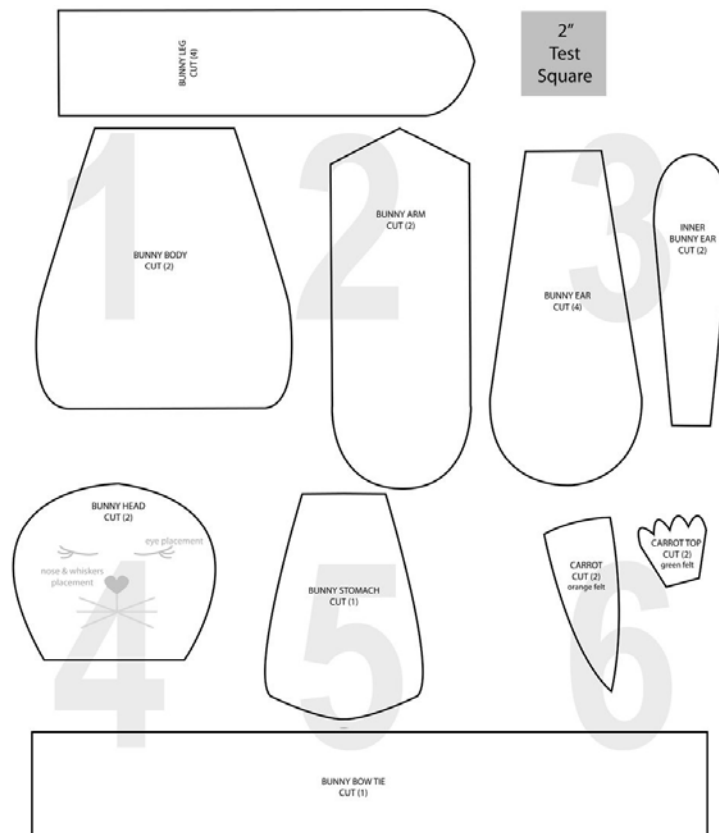 BUNNY LEG
CUT (4)
2"
Test
Square
1
2
3
BUNNY BODY
CUT (2)
BUNNY ARM
CUT (2)
BUNNY EAR
CUT (4)
INNER
BUNNY EAR
CUT (2)
BUNNY HEAD
CUT (2)
eye placement
nose & whiskers
placement
4
BUNNY STOMACH
CUT (1)
5
CARROT
CUT (2)
orange felt
6
CARROT TOP
CUT (2)
green felt
BUNNY BOW TIE
CUT (1)